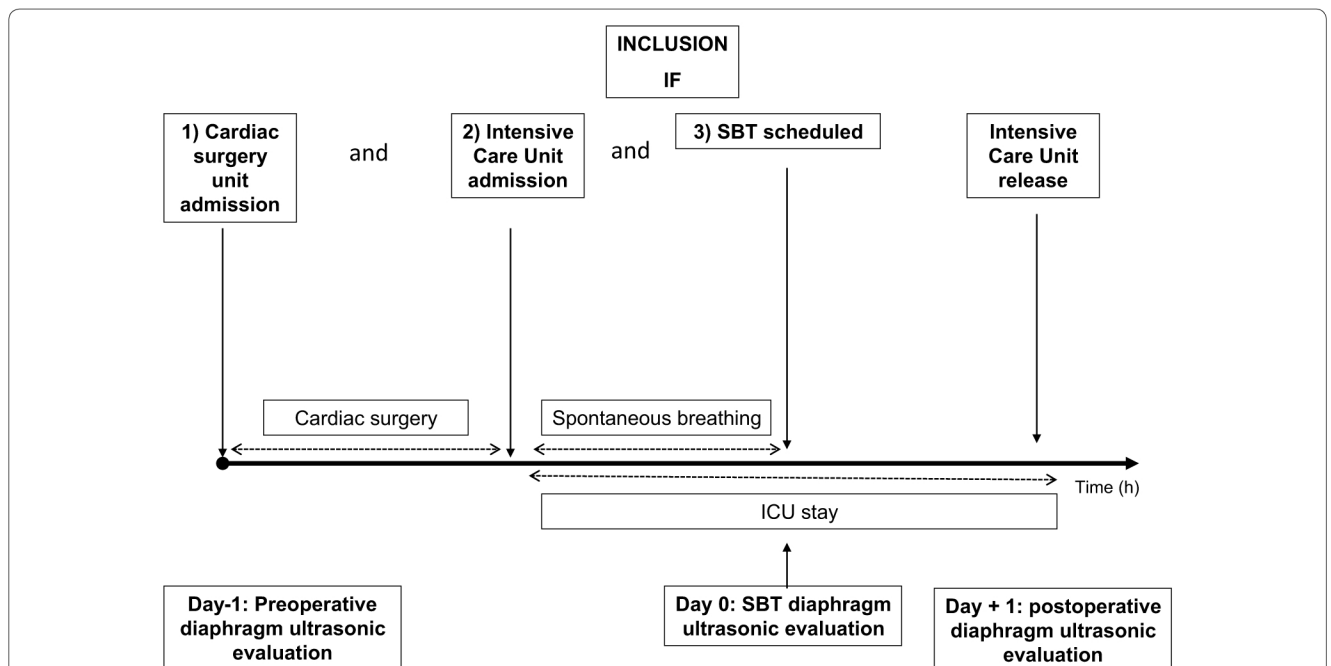 INCLUSION
IF
1) Cardiac
surgery
unit
admission
and
2) Intensive
Care Unit
admission
and
3) SBT scheduled
Intensive
Care Unit
release
Cardiac surgery
Spontaneous breathing
Time (h)
ICU stay
Day-1: Preoperative
diaphragm ultrasonic
evaluation
Day 0: SBT diaphragm
ultrasonic evaluation
Day + 1: postoperative
diaphragm ultrasonic
evaluation